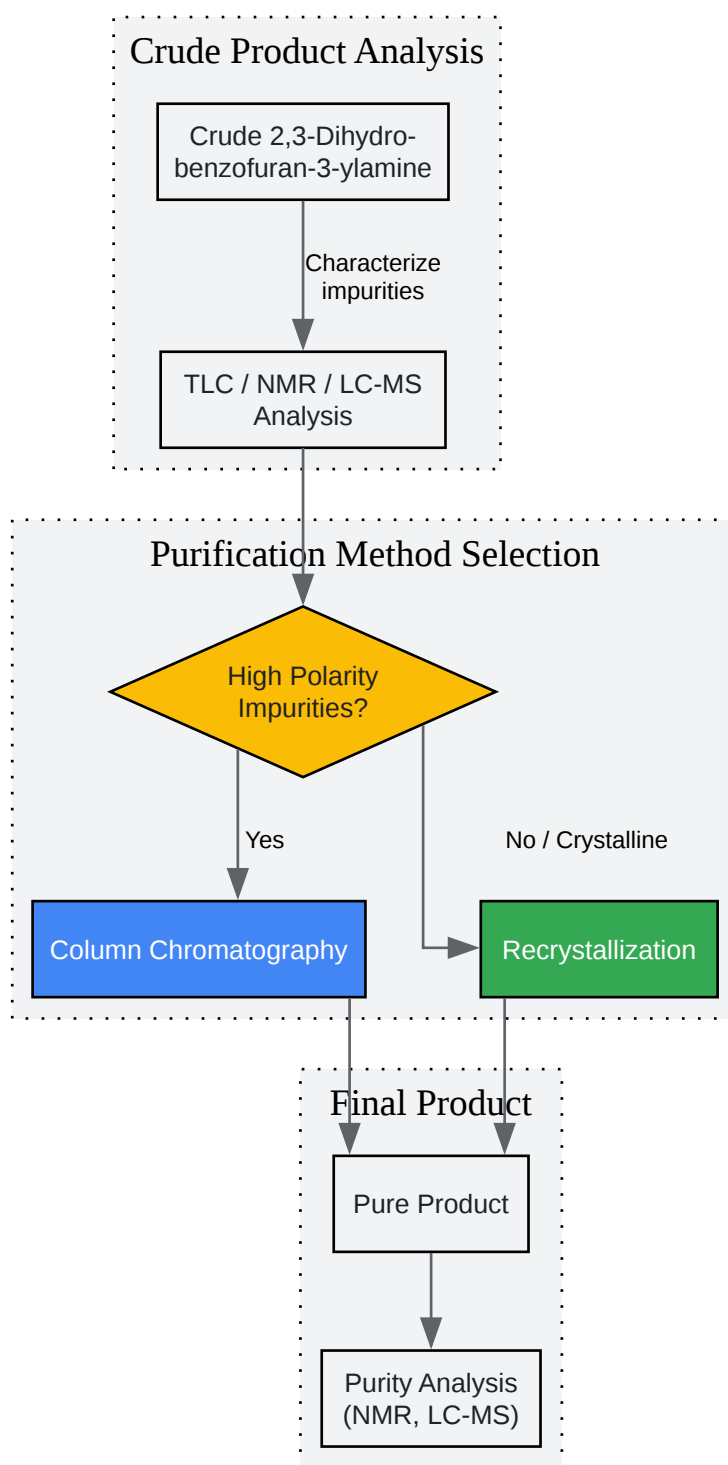 Crude Product Analysis
Crude 2,3-Dihydro-
benzofuran-3-ylamine
Characterize
impurities
TLC / NMR / LC-MS
Analysis
Purification Method Selection
High Polarity
Impurities?
Yes
No / Crystalline
Column Chromatography
Recrystallization
Final Product
Pure Product
Purity Analysis
(NMR, LC-MS)